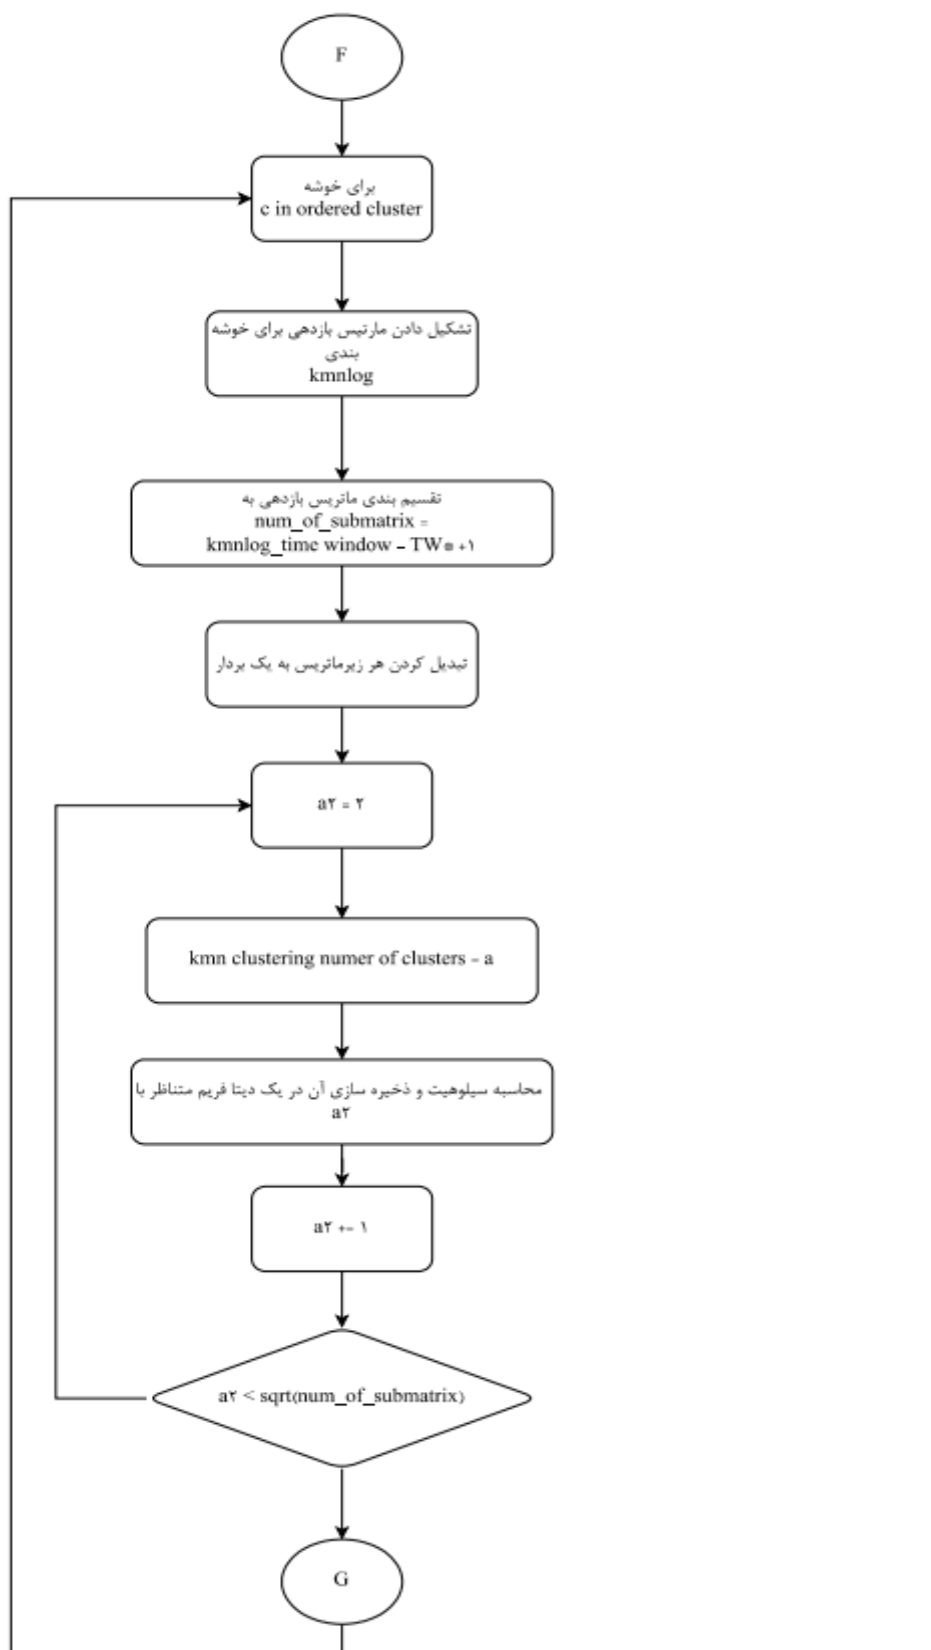 F
برای خوشه
c in ordered cluster
تشکیل دادن مارتیس بازدهی برای خوشه
بندی
kmnlog
تقسیم بندی ماتریس بازدهی به
num_of_submatrix =
kmnlog_time window – TW* +۱
تبدیل کردن هر زیرماتریس به یک بردار
a۲ = ۲
kmn clustering numer of clusters - a
محاسبه سیلوهیت و ذخیره سازی آن در یک دیتا فریم متناظر با
a۲
a۲ +- ۱
a۲ < sqrt(num_of_submatrix)
G